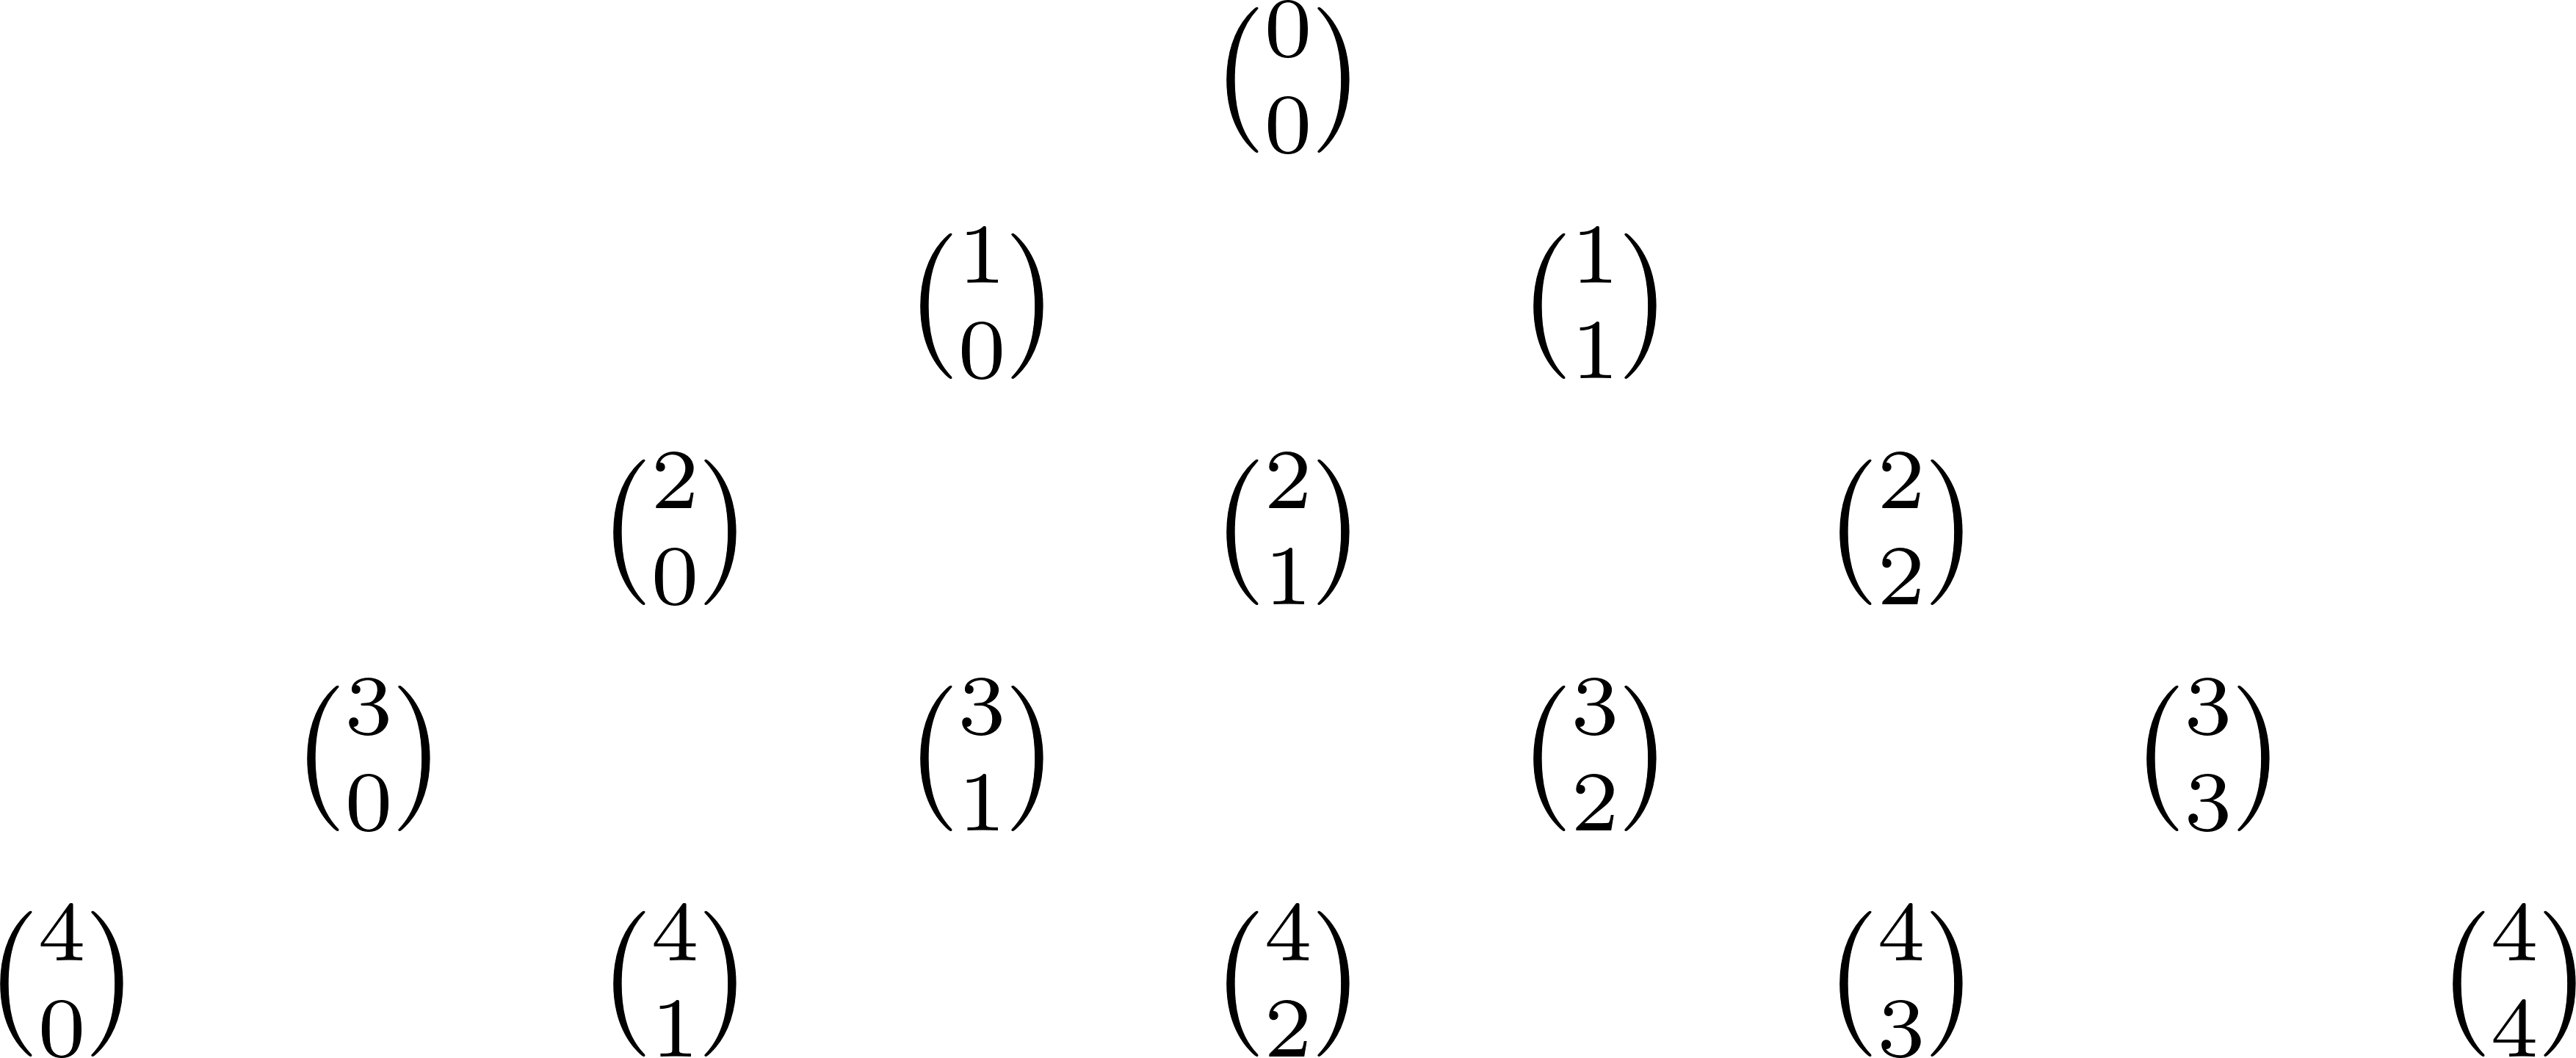 (0 0)
(1 0) (1 1)
(2 0) (2 1) (2 2)
(3 0) (3 1) (3 2) (3 3)
(4 0) (4 1) (4 2) (4 3) (4 4)